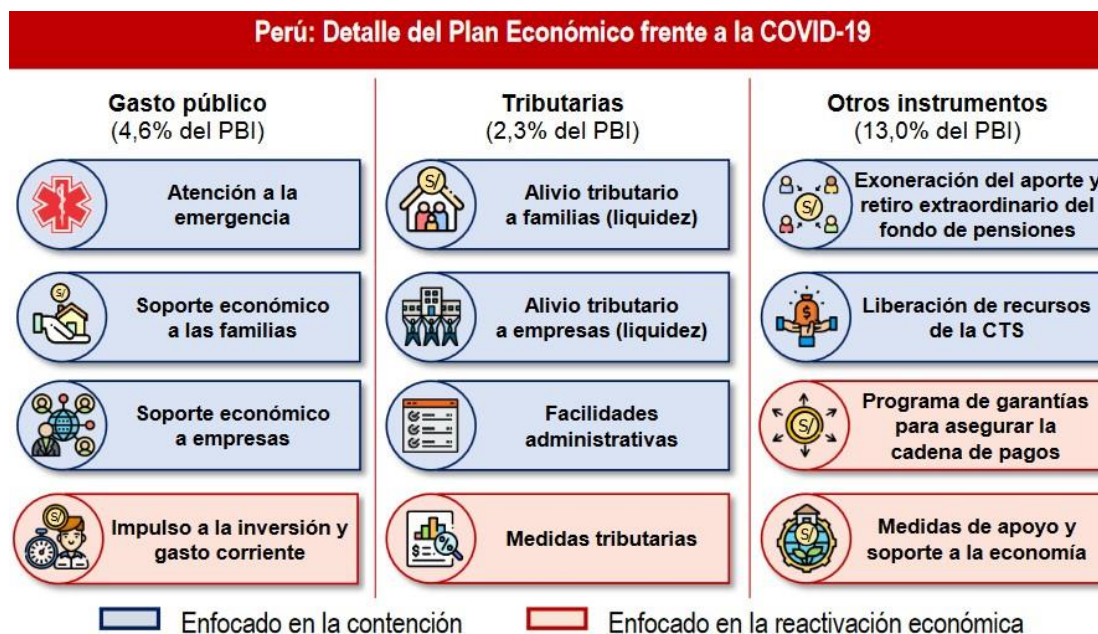 Perú: Detalle del Plan Económico frente a la COVID-19
Gasto público
(4,6% del PBI)
Atención a la
emergencia
Soporte económico
a las familias
Soporte económico
a empresas
Impulso a la inversión y
gasto corriente
Tributarias
(2,3% del PBI)
Alivio tributario
a familias (liquidez)
Alivio tributario
a empresas (liquidez)
Facilidades
administrativas
Medidas tributarias
Otros instrumentos
(13,0% del PBI)
Exoneración del aporte y
retiro extraordinario del
fondo de pensiones
Liberación de recursos
de la CTS
Programa de garantías
para asegurar la
cadena de pagos
Medidas de apoyo y
soporte a la economía
Enfocado en la contención
Enfocado en la reactivación económica